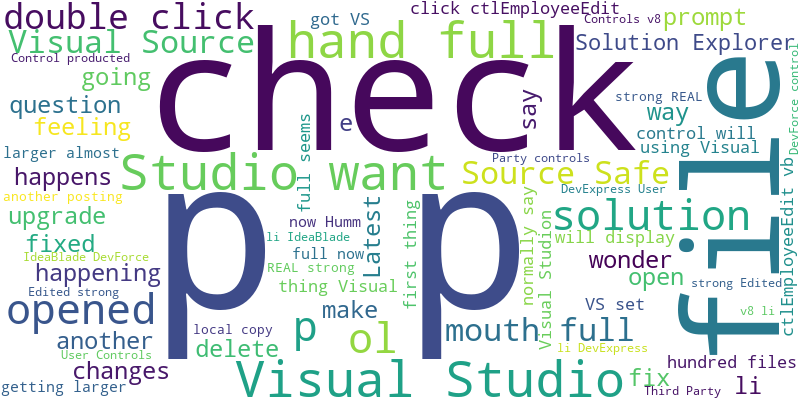 double click
got VS
click ctlEmployeeEdit
Controls v8
prompt
Visual Source
hand full
Solution Explorer
Control producted
check
going
say
strong REAL
DevForce control
question
e
way
feeling
control will
using Visual
larger almost
full seems
file
happens
Studio want
Source Safe
Party controls
another posting
DevExpress User
upgrade
p p
now Humm
Latest
first thing
normally say
solution
fixed
li IdeaBlade
Visual Studion
will display
IdeaBlade DevForce
full now
wonder
ctlEmployeeEdit vb
happening
REAL strong
thing Visual
open
strong Edited
Edited strong
opened
make
VS set
v8 li
local copy
p
ol
mouth full
another
delete
li DevExpress
User Controls
changes
hundred files
getting larger
Visual Studio
fix
Third Party
li